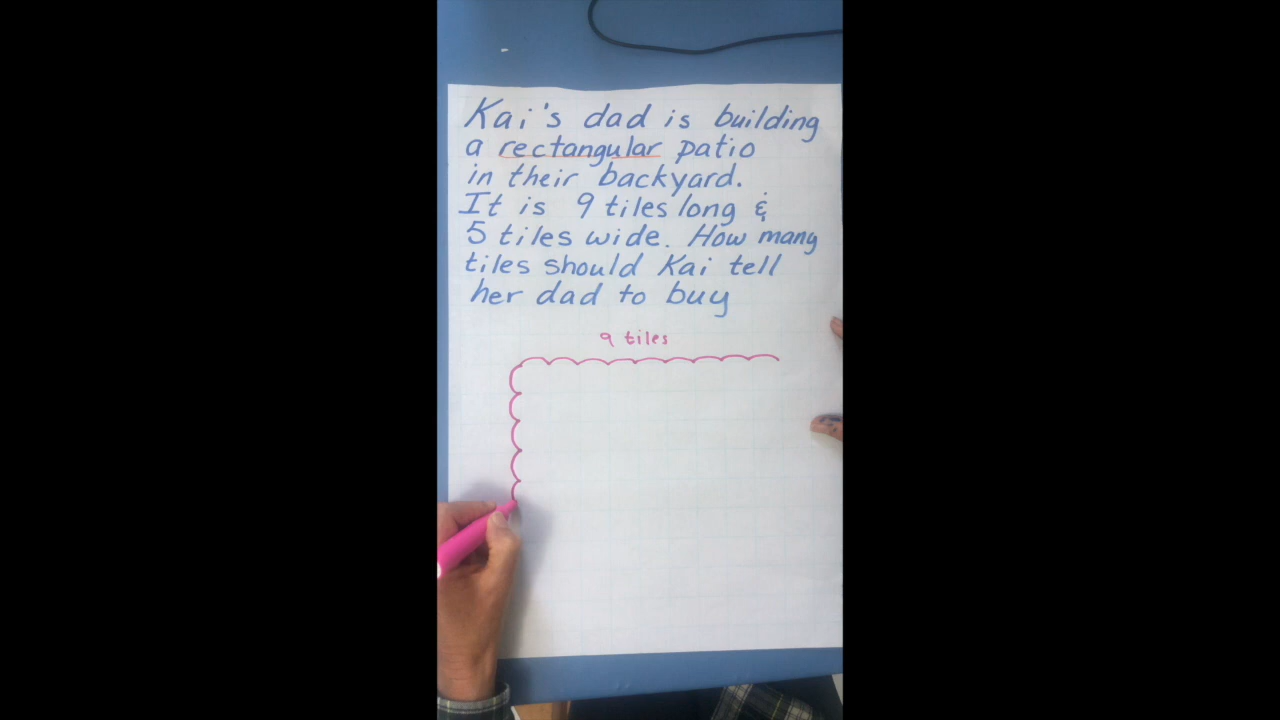 Kai's dad is building
a rectangular patio
in their backyard.
It is 9 tiles long &
5 tiles wide. How many
tiles should Kai tell
her dad to buy
9 tiles